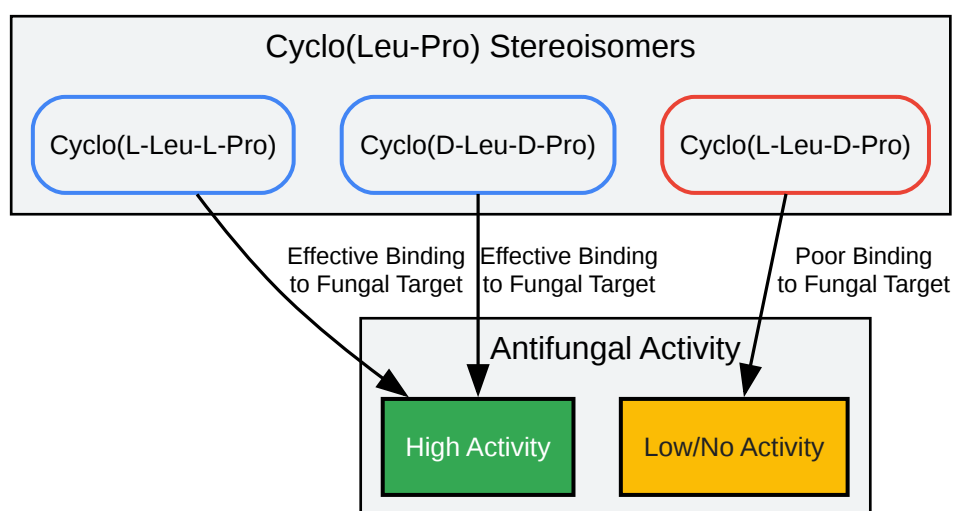 Cyclo(Leu-Pro) Stereoisomers
Cyclo(L-Leu-L-Pro)
Cyclo(D-Leu-D-Pro)
Cyclo(L-Leu-D-Pro)
Effective Binding
to Fungal Target
Effective Binding
to Fungal Target
Poor Binding
to Fungal Target
Antifungal Activity
High Activity
Low/No Activity